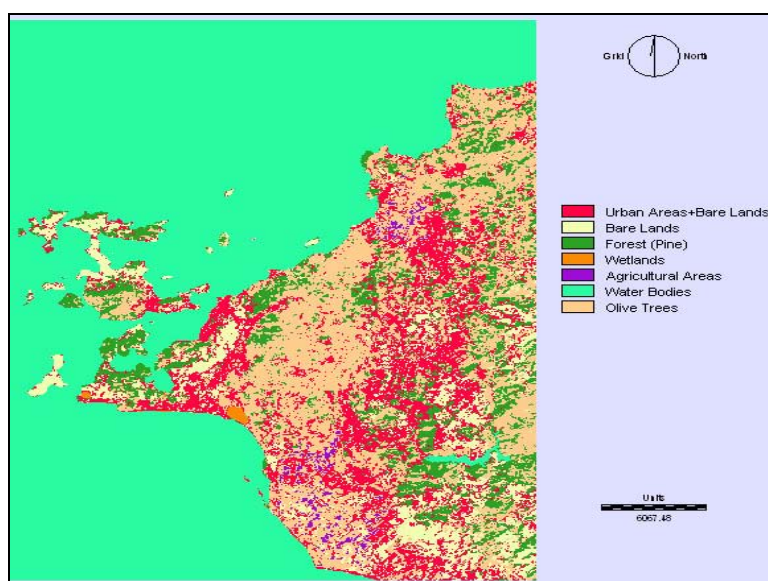 Grid North
Urban Areas+Bare Lands
Bare Lands
Forest (Pine)
Wetlands
Agricultural Areas
Water Bodies
Olive Trees
Units
6067.48